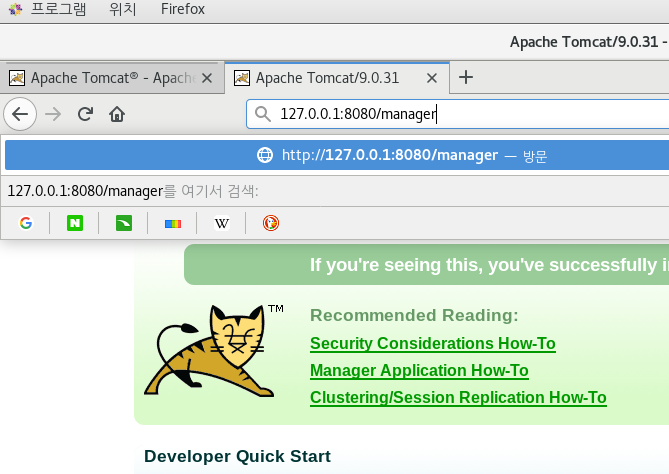 프로그램 위치 Firefox
Apache Tomcat/9.0.31 -
Apache Tomcat® - Apache
Apache Tomcat/9.0.31
127.0.0.1:8080/manager
http://127.0.0.1:8080/manager — 방문
127.0.0.1:8080/manager를 여기서 검색:
G N W
If you're seeing this, you've successfully i
TM
Recommended Reading:
Security Considerations How-To
Manager Application How-To
Clustering/Session Replication How-To
Developer Quick Start